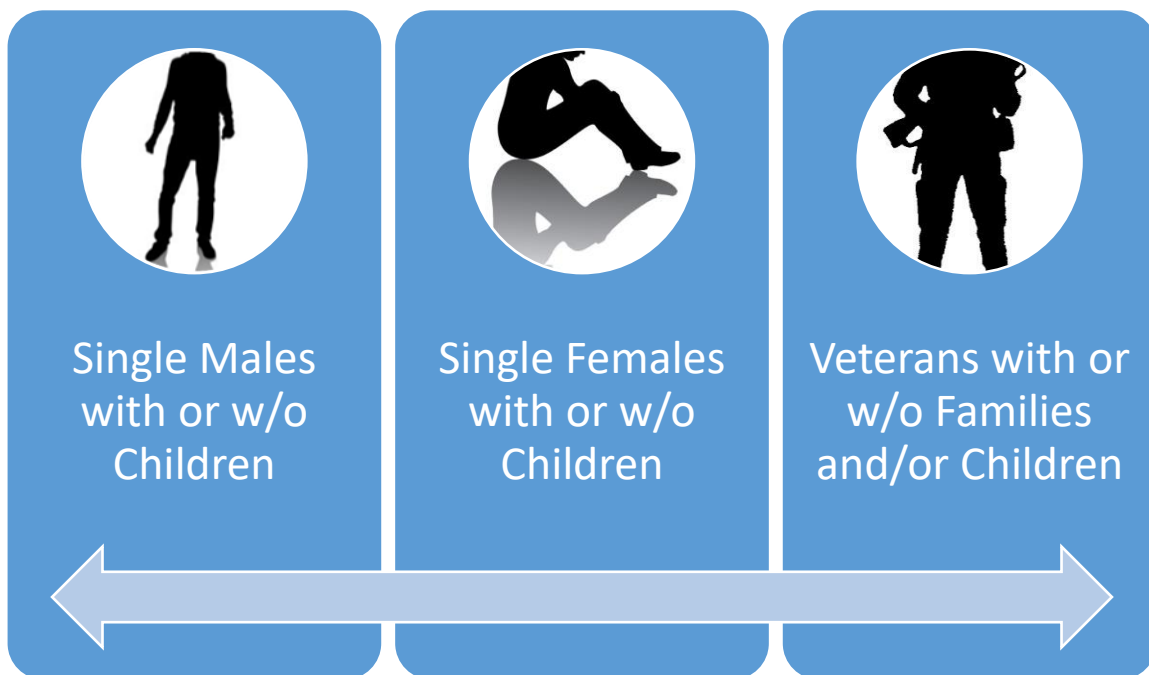 Single Males
with or w/o
Children
Single Females
with or w/o
Children
Veterans with or
w/o Families
and/or Children